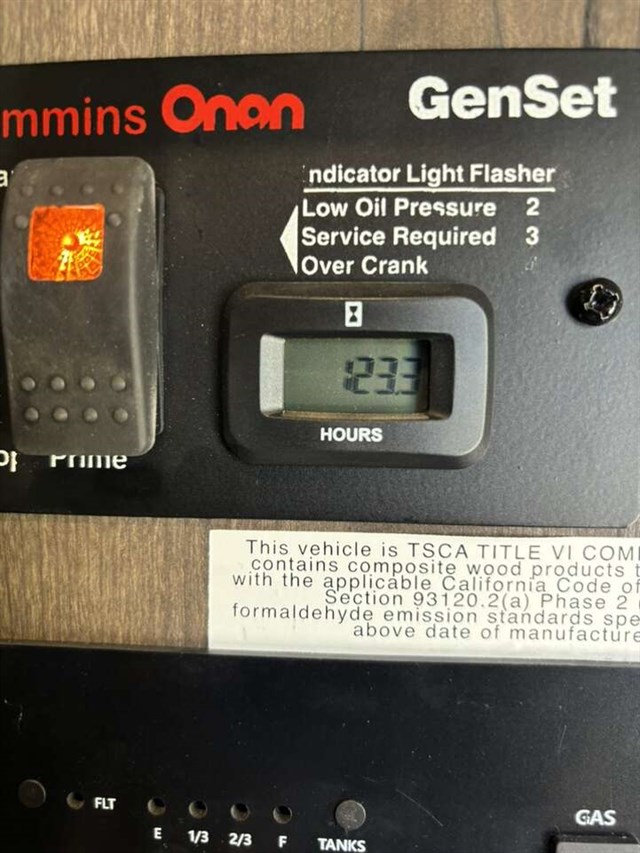 mmins Onan GenSet
ndicator Light Flasher
Low Oil Pressure 2
Service Required 3
Over Crank
123.3
HOURS
Prime
This vehicle is TSCA TITLE VI COM
contains composite wood products
with the applicable California Code of
Section 93120.2(a) Phase 2
formaldehyde emission standards spe
above date of manufacture
FLT
E 1/3 2/3 F TANKS
GAS